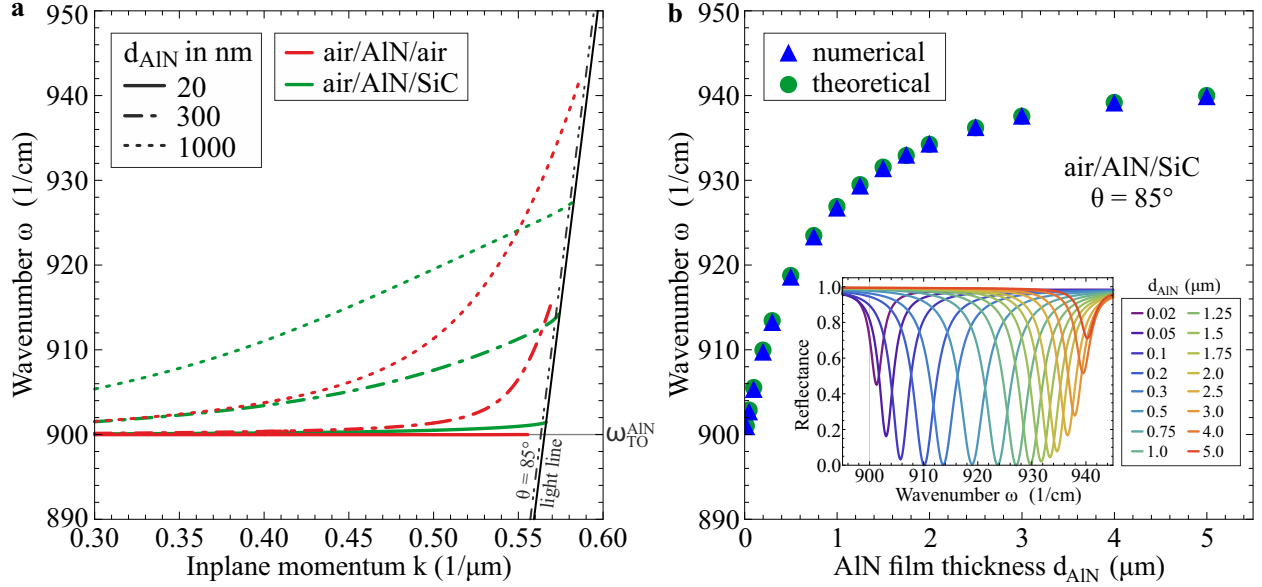 a
d_AlN in nm
20
300
1000
air/AlN/air
air/AlN/SiC
950
940
930
920
910
900
890
Wavenumber ω (1/cm)
ω_TO^AlN
θ = 85°
light line
0.30 0.35 0.40 0.45 0.50 0.55 0.60
Inplane momentum k (1/μm)
b
numerical
theoretical
air/AlN/SiC
θ = 85°
950
940
930
920
910
900
890
Wavenumber ω (1/cm)
0 1 2 3 4 5
AlN film thickness d_AlN (μm)
1.0
0.8
0.6
0.4
0.2
0.0
Reflectance
900 910 920 930 940
Wavenumber ω (1/cm)
d_AlN (μm)
0.02 1.25
0.05 1.5
0.1 1.75
0.2 2.0
0.3 2.5
0.5 3.0
0.75 4.0
1.0 5.0